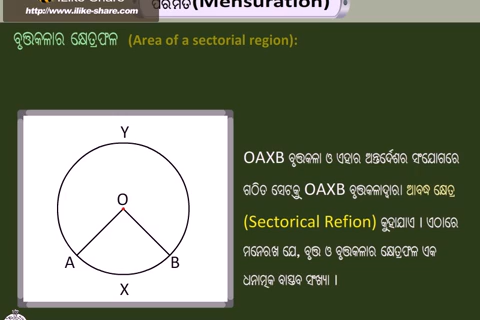 http://www.ilike-share.com
ପରିମିତି(Mensuration)
ବୃତ୍ତକଳାର କ୍ଷେତ୍ରଫଳ (Area of a sectorial region):
Y
O
A B
X
OAXB ବୃତ୍ତକଳା ଓ ଏହାର ଅନ୍ତର୍ଦେଶର ସଂଯୋଗରେ
ଗଠିତ ସେଟ୍‌କୁ OAXB ବୃତ୍ତକଳାଦ୍ବାରା ଆବଦ୍ଧ କ୍ଷେତ୍ର
(Sectorical Refion) କୁହାଯାଏ । ଏଠାରେ
ମନେରଖ ଯେ, ବୃତ୍ତ ଓ ବୃତ୍ତକଳାର କ୍ଷେତ୍ରଫଳ ଏକ
ଧନାତ୍ମକ ବାସ୍ତବ ସଂଖ୍ୟା ।